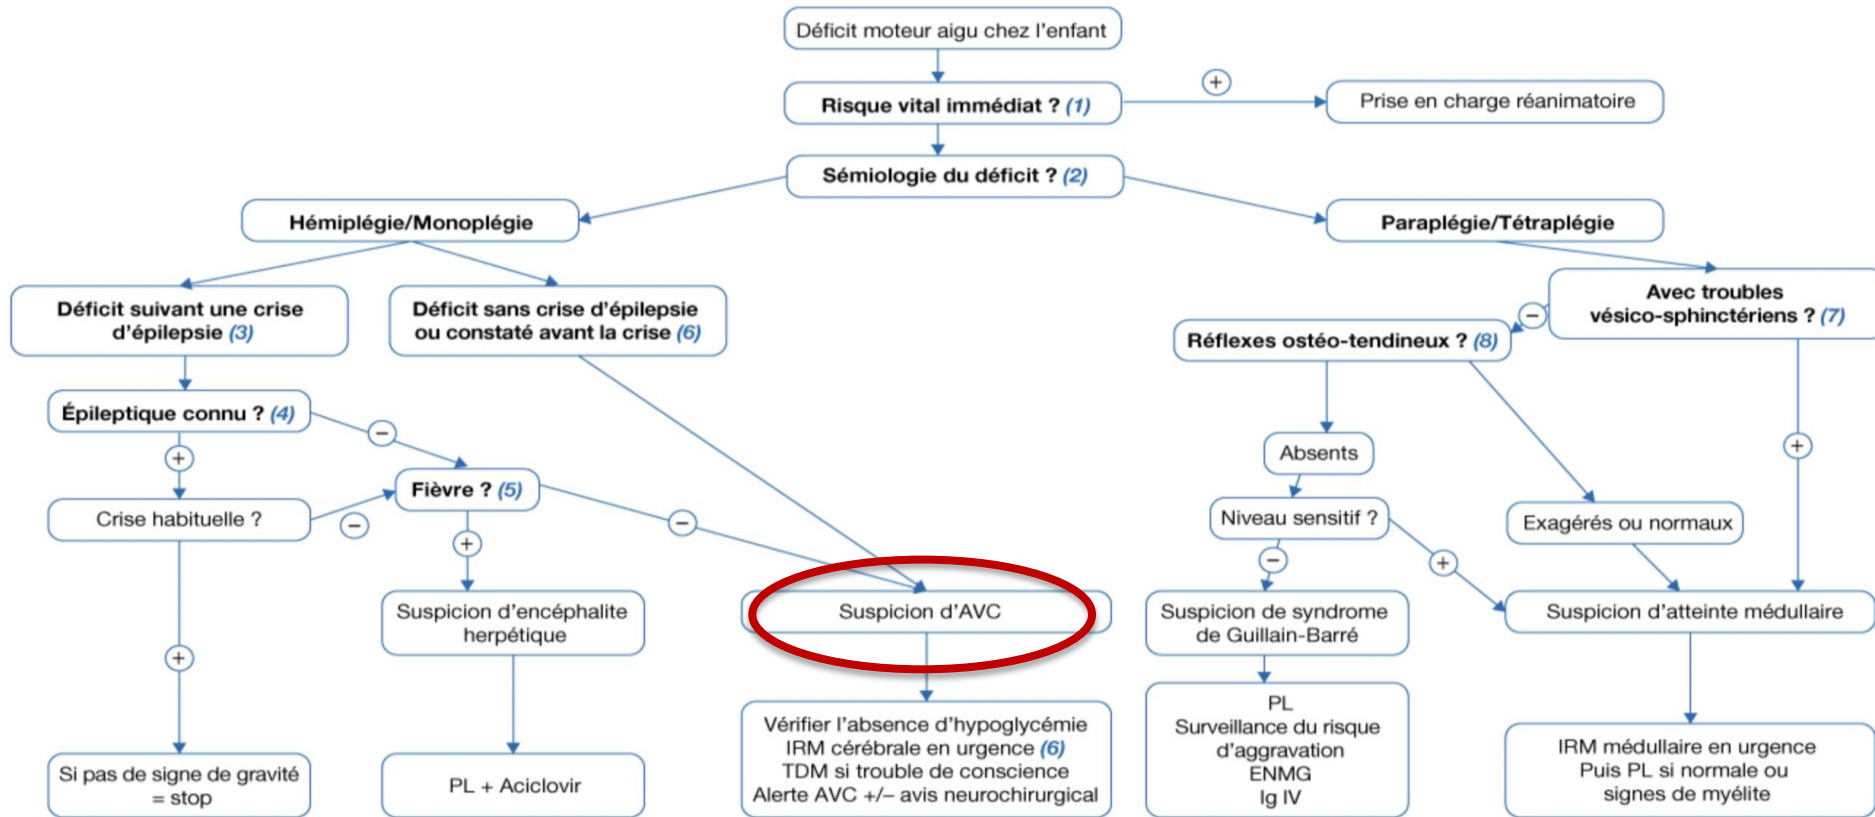 Déficit moteur aigu chez l'enfant
Risque vital immédiat ? (1)
+
Prise en charge réanimatoire
Sémiologie du déficit ? (2)
Hémiplégie/Monoplégie
Paraplégie/Tétraplégie
Déficit suivant une crise
d'épilepsie (3)
Déficit sans crise d'épilepsie
ou constaté avant la crise (6)
Avec troubles
vésico-sphinctériens ? (7)
−
Réflexes ostéo-tendineux ? (8)
Épileptique connu ? (4)
−
+
+
Absents
Fièvre ? (5)
Crise habituelle ?
−
+
−
Niveau sensitif ?
Exagérés ou normaux
−
+
Suspicion d'encéphalite
herpétique
Suspicion d'AVC
Suspicion de syndrome
de Guillain-Barré
Suspicion d'atteinte médullaire
+
Si pas de signe de gravité
= stop
PL + Aciclovir
Vérifier l'absence d'hypoglycémie
IRM cérébrale en urgence (6)
TDM si trouble de conscience
Alerte AVC +/– avis neurochirurgical
PL
Surveillance du risque
d'aggravation
ENMG
Ig IV
IRM médullaire en urgence
Puis PL si normale ou
signes de myélite